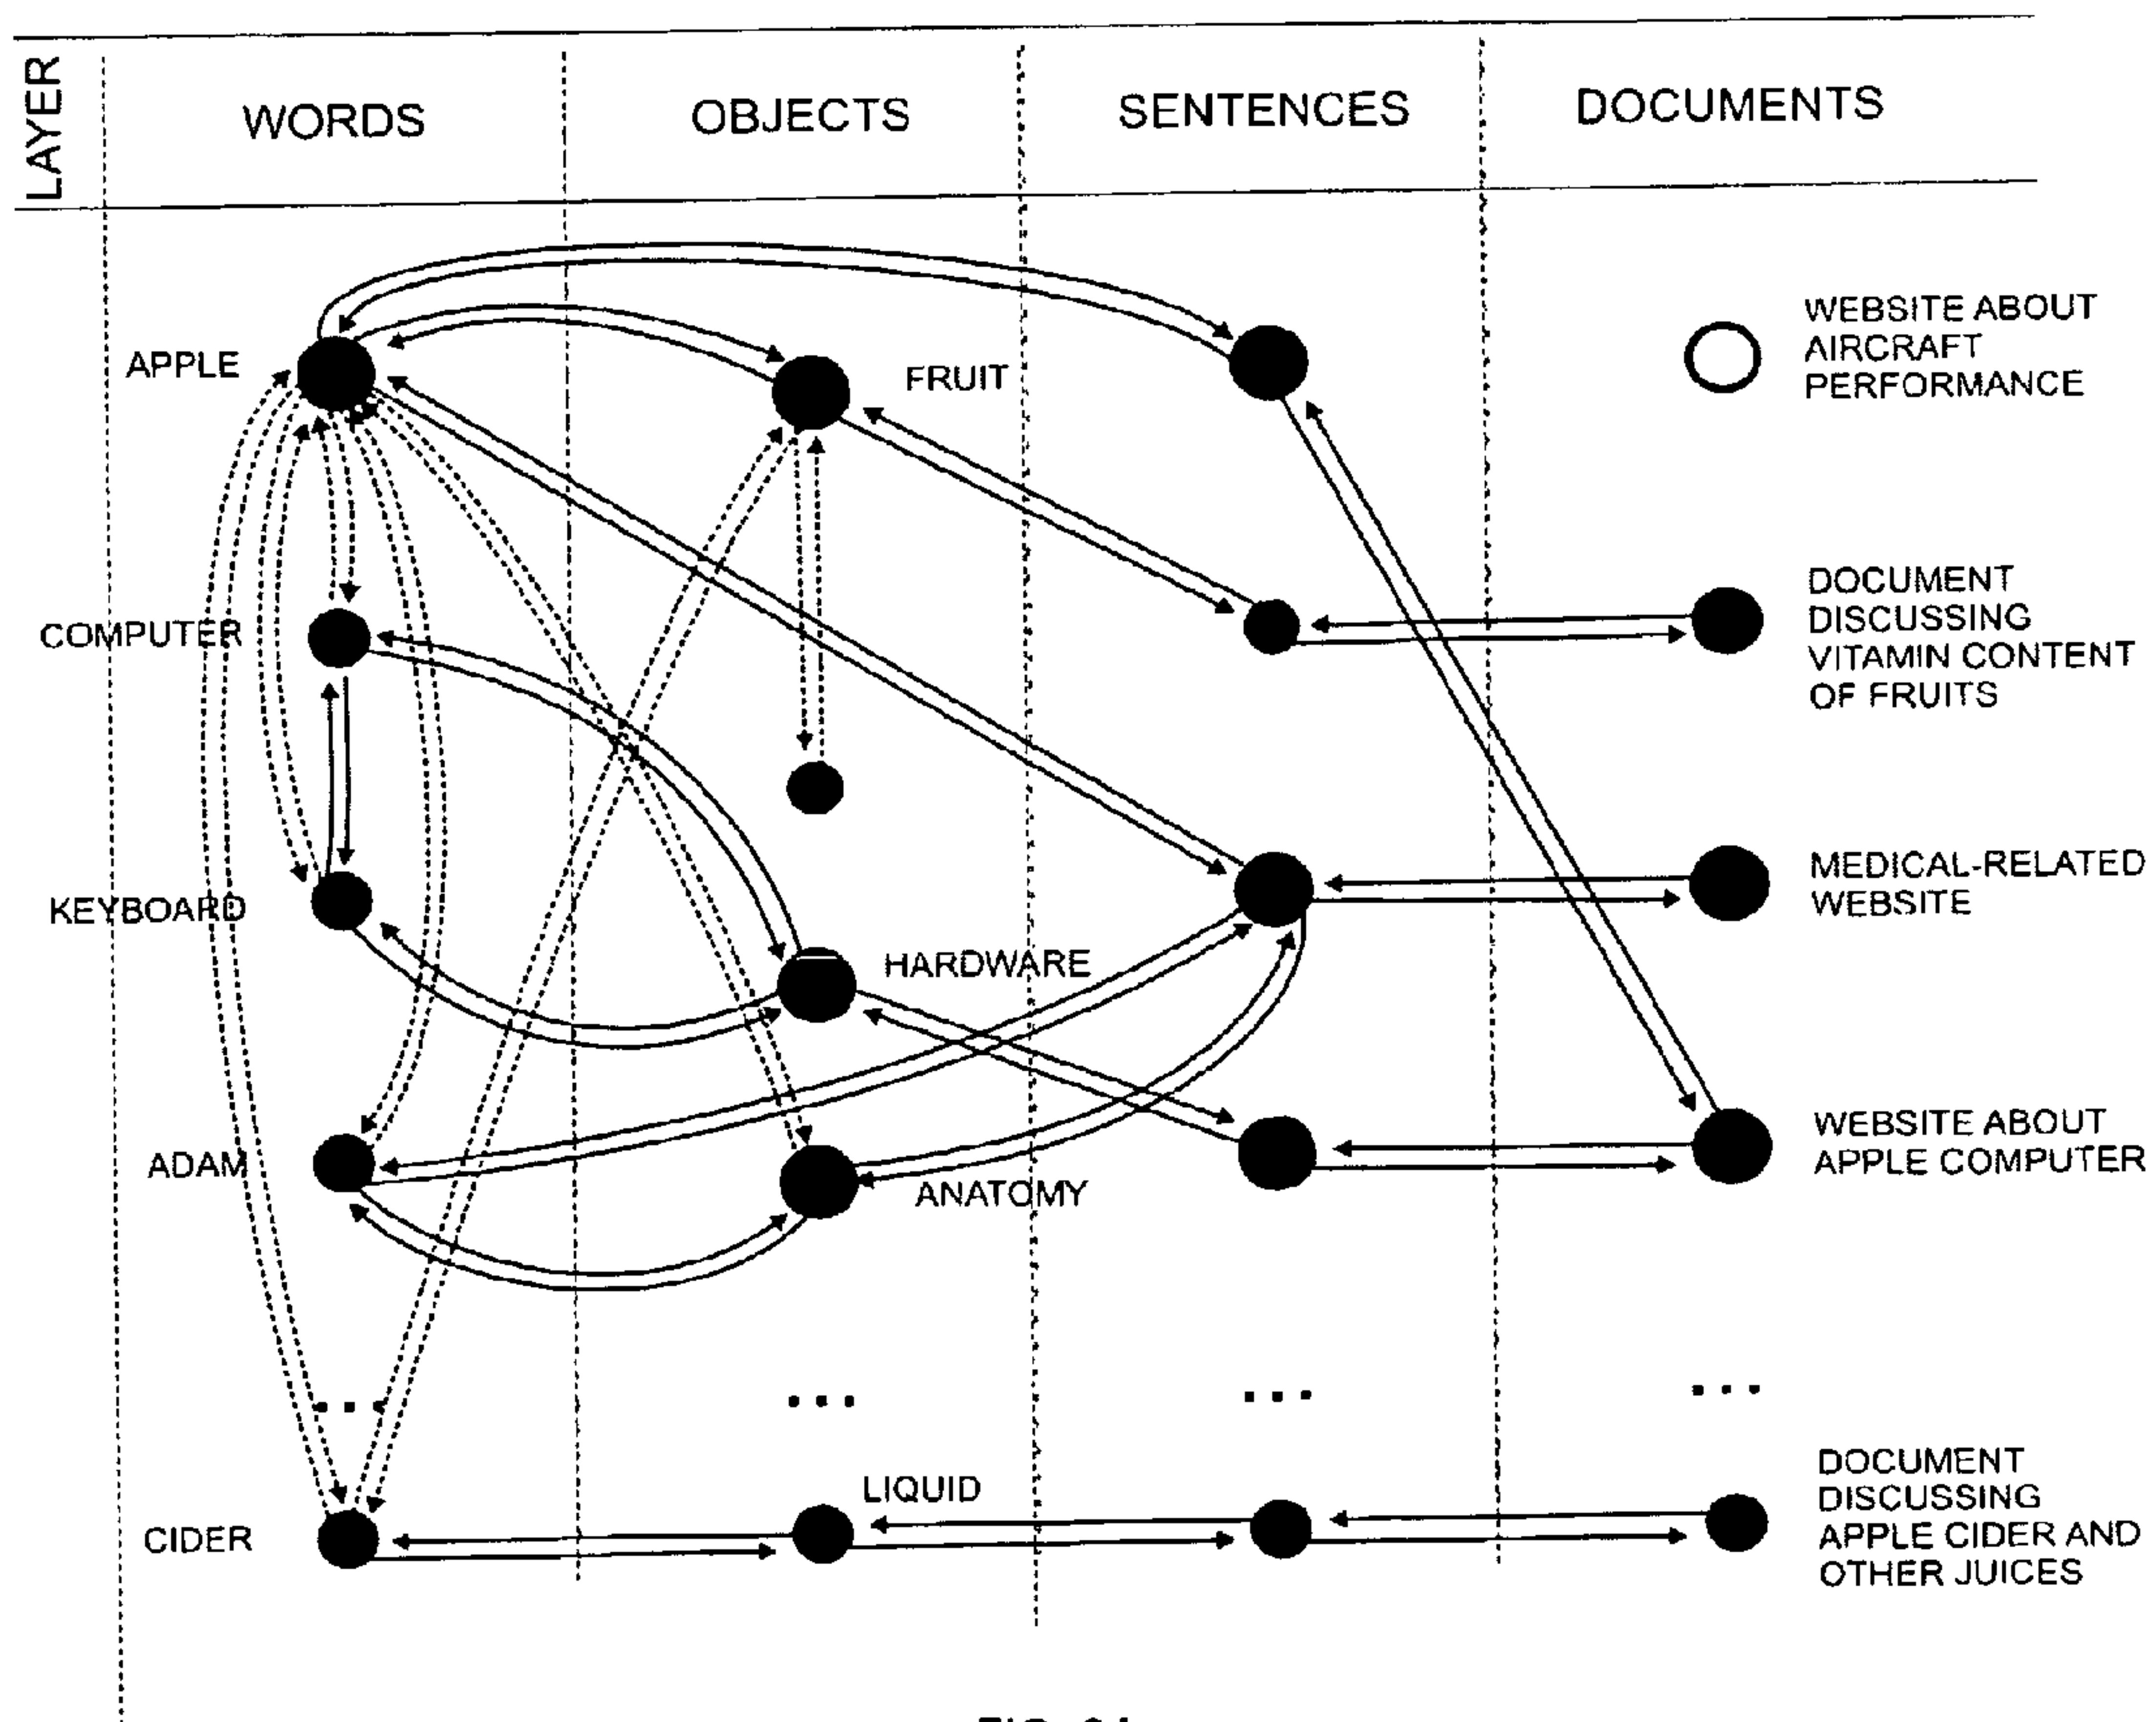 LAYER
WORDS
OBJECTS
SENTENCES
DOCUMENTS
APPLE
FRUIT
WEBSITE ABOUT
AIRCRAFT
PERFORMANCE
COMPUTER
DOCUMENT
DISCUSSING
VITAMIN CONTENT
OF FRUITS
KEYBOARD
HARDWARE
MEDICAL-RELATED
WEBSITE
ADAM
ANATOMY
WEBSITE ABOUT
APPLE COMPUTER
...
...
...
...
CIDER
LIQUID
DOCUMENT
DISCUSSING
APPLE CIDER AND
OTHER JUICES